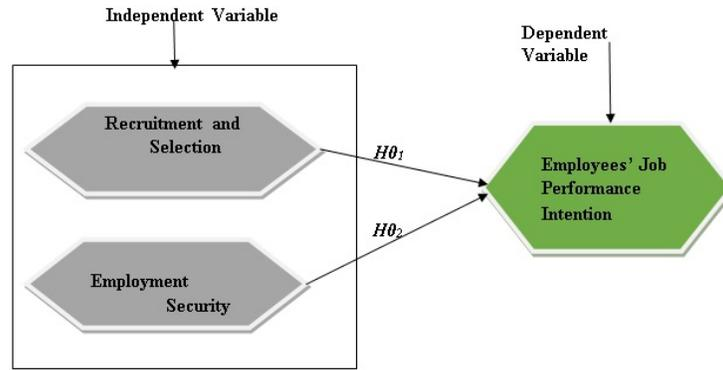 Independent Variable
Dependent
Variable
Recruitment and
Selection
Hθ₁
Employees’ Job
Performance
Intention
Hθ₂
Employment
Security